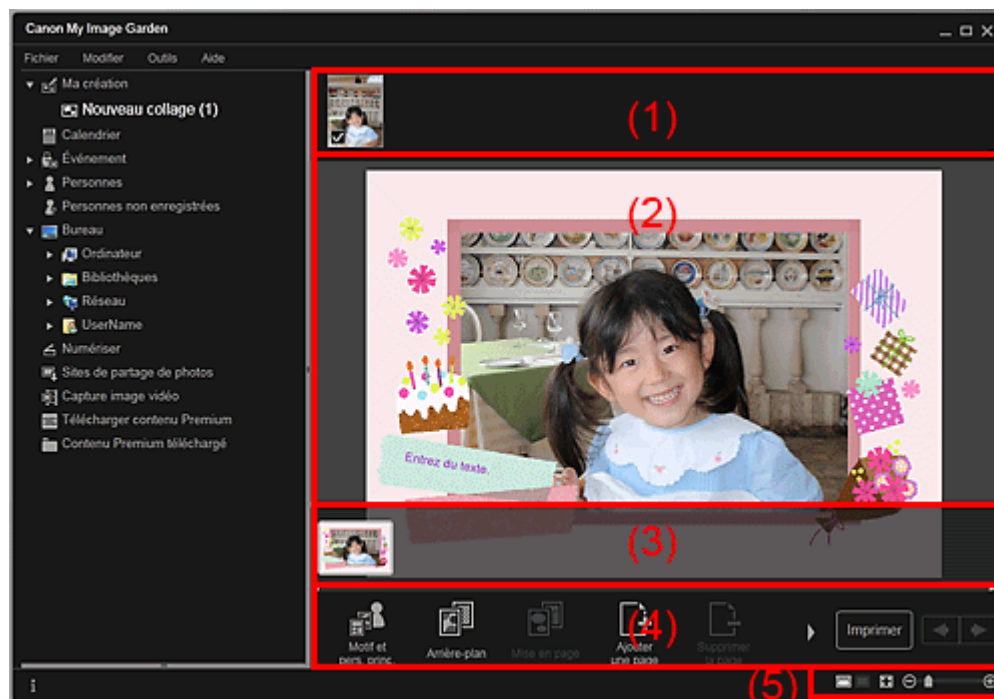 Canon My Image Garden
Fichier Modifier Outils Aide
Ma création
Nouveau collage (1)
Calendrier
Événement
Personnes
Personnes non enregistrées
Bureau
Ordinateur
Bibliothèques
Réseau
UserName
Numériser
Sites de partage de photos
Capture image vidéo
Télécharger contenu Premium
Contenu Premium téléchargé
(1)
(2)
Entrez du texte.
(3)
(4)
Motif et
pers. princ.
Arrière-plan
Mise en page
Ajouter
une page
Supprimer
la page
Imprimer
(5)